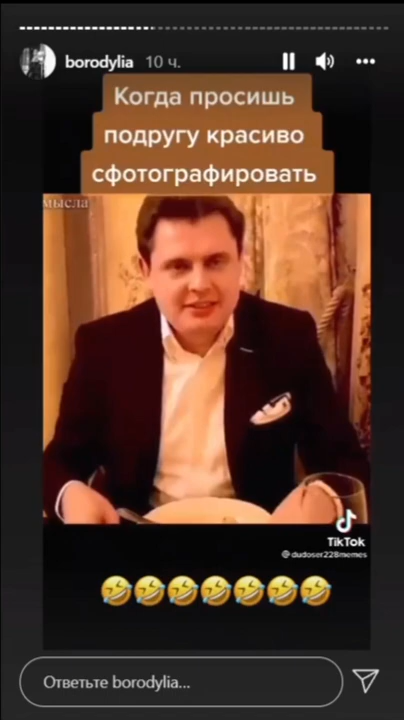 borodylia 10 ч.
Когда просишь
подругу красиво
сфотографировать
мысла
TikTok
@dudoser228memes
Ответьте borodylia...